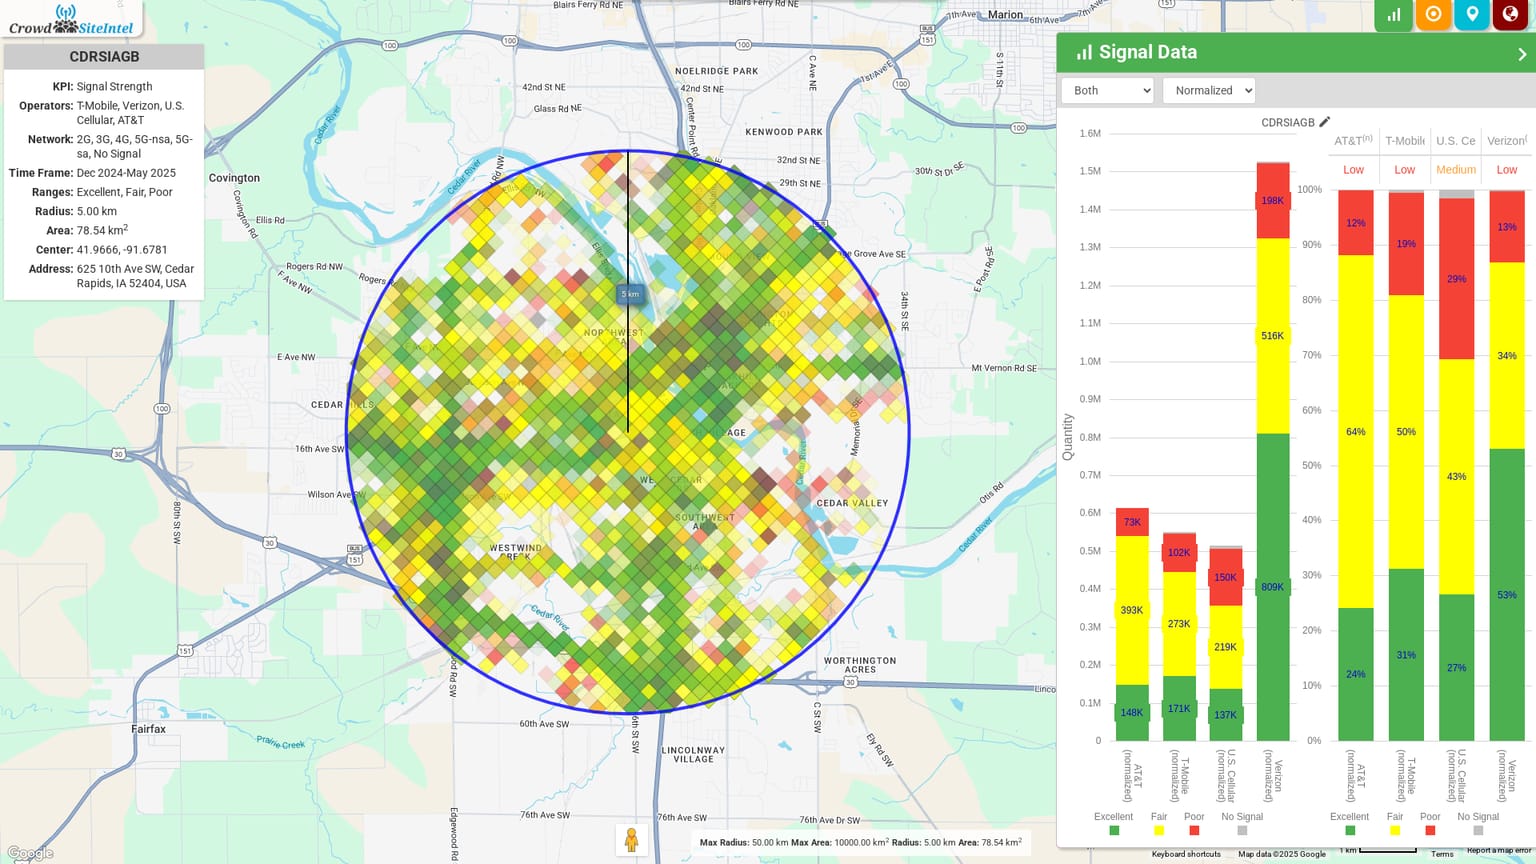 Crowd SiteIntel
CDRSIAGB
KPI: Signal Strength
Operators: T-Mobile, Verizon, U.S.
Cellular, AT&T
Network: 2G, 3G, 4G, 5G-nsa, 5G-
sa, No Signal
Time Frame: Dec 2024-May 2025
Ranges: Excellent, Fair, Poor
Radius: 5.00 km
Area: 78.54 km²
Center: 41.9666, -91.6781
Address: 625 10th Ave SW, Cedar
Rapids, IA 52404, USA
Blairs Ferry Rd NE
Blairs Ferry Rd NE
Marion
7th Ave
6th Ave
151
100
100
100
BUS
151
1st Ave E
C Ave NE
S 11th St
NOELRIDGE PARK
42nd St NE
42nd St NE
Glass Rd NE
Center Point Rd
100
100
KENWOOD PARK
Cedar River
Cedar River
Covington
Covington Rd
32nd St NE
29th St NE
30th St Dr SE
Ellis Rd
Rogers Rd NW
F Ave NW
E Post Rd SE
34th St SE
5 km
E Ave NW
Mt Vernon Rd SE
100
16th Ave SW
30
VILLAGE
Memorial Dr SE
Cedar River
Wilson Ave SW
80th St SW
CEDAR VALLEY
Otis Rd
SOUTHWEST
WESTWIND
CREEK
30
BUS
151
Cedar River
Cedar River
151
WORTHINGTON
ACRES
30
Fairfax
Prairie Creek
60th Ave SW
6th St SW
C St SW
Ely Rd SW
LINCOLNWAY
VILLAGE
Edgewood Rd SW
76th Ave SW
76th Ave SW
76th Ave Dr SW
Max Radius: 50.00 km Max Area: 10000.00 km² Radius: 5.00 km Area: 78.54 km²
Google
Keyboard shortcuts
Map data ©2025 Google
1 km
Terms
Report a map error
Signal Data
Both
Normalized
CDRSIAGB
Quantity
1.6M
1.5M
1.4M
1.3M
1.2M
1.1M
1.0M
0.9M
0.8M
0.7M
0.6M
0.5M
0.4M
0.3M
0.2M
0.1M
0
73K
393K
148K
102K
273K
171K
150K
219K
137K
198K
516K
809K
AT&T
(normalized)
T-Mobile
(normalized)
U.S. Cellular
(normalized)
Verizon
(normalized)
Excellent Fair Poor No Signal
AT&T(n) T-Mobile U.S. Ce Verizon(
Low Low Medium Low
100%
90%
80%
70%
60%
50%
40%
30%
20%
10%
0%
12%
64%
24%
19%
50%
31%
29%
43%
27%
13%
34%
53%
AT&T
(normalized)
T-Mobile
(normalized)
U.S. Cellular
(normalized)
Verizon
(normalized)
Excellent Fair Poor No Signal